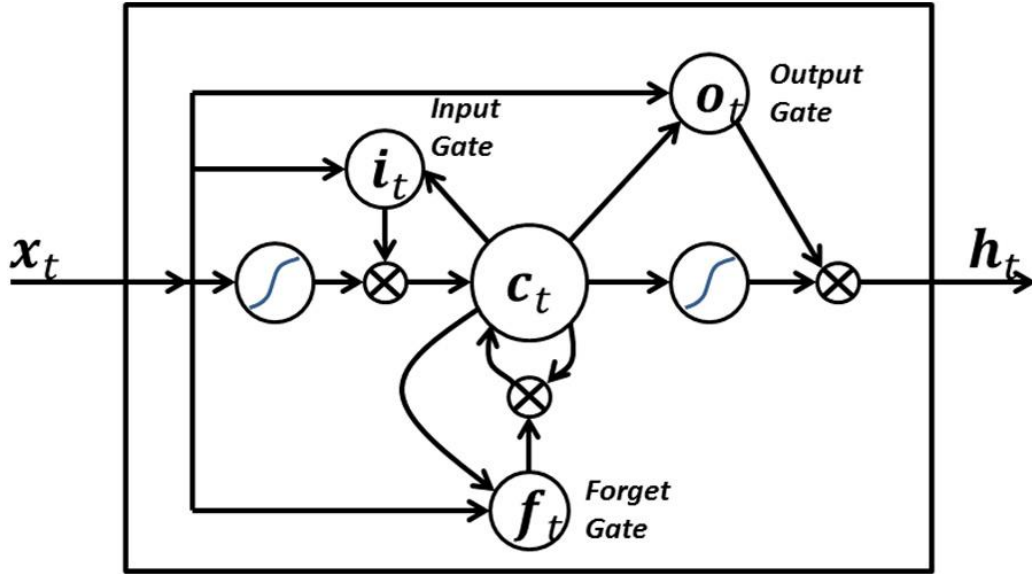 Output
Gate
o_t
Input
Gate
i_t
x_t
c_t
h_t
f_t
Forget
Gate